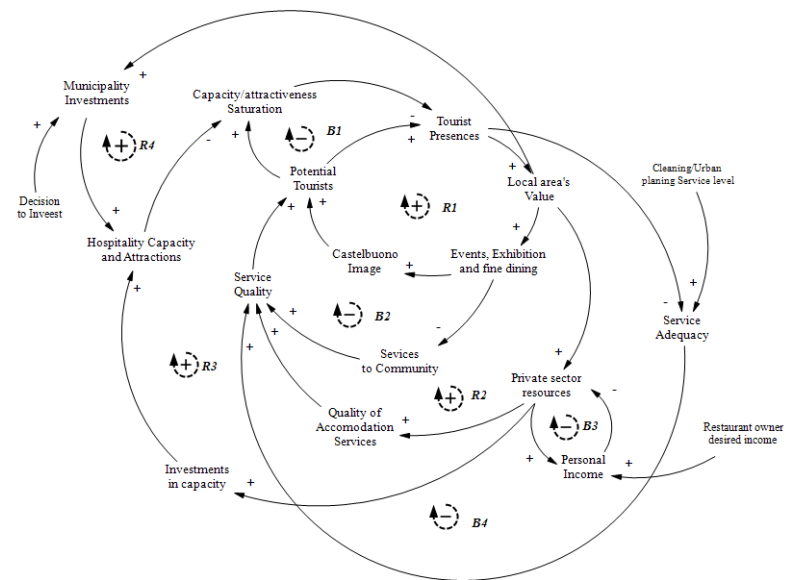 Municipality
Investments
+
+
Decision
to Inveest
+
R4
+
Hospitality Capacity
and Attractions
+
Capacity/attractiveness
Saturation
-
+
B1
-
+
Tourist
Presences
Potential
Tourists
+
+
R1
+
Local area's
Value
+
Castelbuono
Image
+
Events, Exhibition
and fine dining
-
Cleaning/Urban
planing Service level
+
-
Service
Adequacy
Service
Quality
+
+
+
B2
Sevices
to Community
R3
R2
+
Private sector
resources
-
B3
+
Personal
Income
+
Restaurant owner
desired income
Quality of
Accomodation
Services
+
Investments
in capacity
+
B4